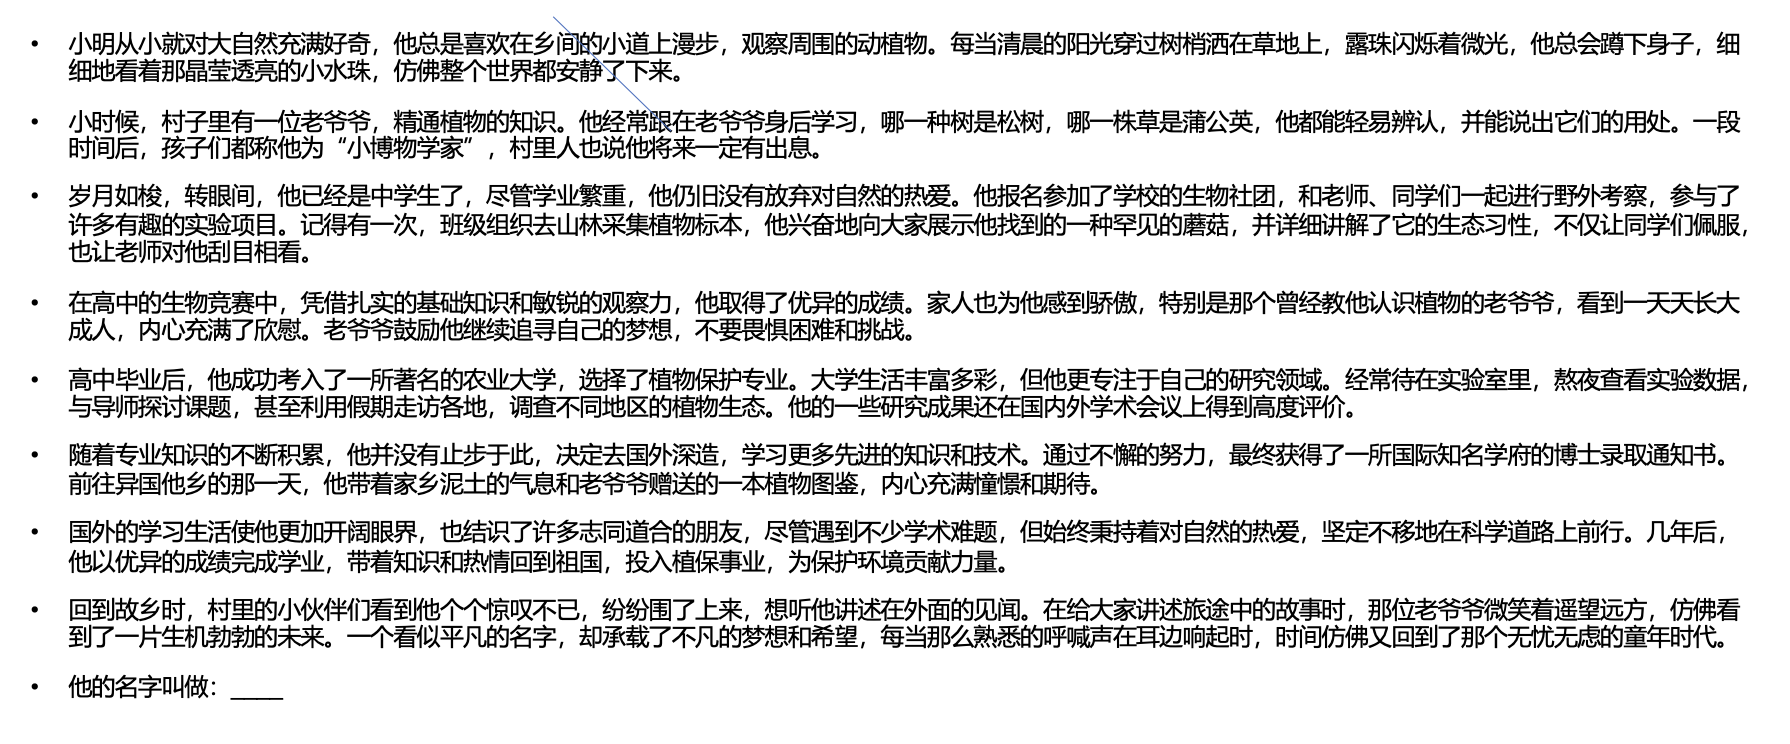 • 小明从小就对大自然充满好奇，他总是喜欢在乡间的小道上漫步，观察周围的动植物。每当清晨的阳光穿过树梢洒在草地上，露珠闪烁着微光，他总会蹲下身子，细
细地看着那晶莹透亮的小水珠，仿佛整个世界都安静了下来。
• 小时候，村子里有一位老爷爷，精通植物的知识。他经常跟在老爷爷身后学习，哪一种树是松树，哪一株草是蒲公英，他都能轻易辨认，并能说出它们的用处。一段
时间后，孩子们都称他为“小博物学家”，村里人也说他将来一定有出息。
• 岁月如梭，转眼间，他已经是中学生了，尽管学业繁重，他仍旧没有放弃对自然的热爱。他报名参加了学校的生物社团，和老师、同学们一起进行野外考察，参与了
许多有趣的实验项目。记得有一次，班级组织去山林采集植物标本，他兴奋地向大家展示他找到的一种罕见的蘑菇，并详细讲解了它的生态习性，不仅让同学们佩服，
也让老师对他刮目相看。
• 在高中的生物竞赛中，凭借扎实的基础知识和敏锐的观察力，他取得了优异的成绩。家人也为他感到骄傲，特别是那个曾经教他认识植物的老爷爷，看到一天天长大
成人，内心充满了欣慰。老爷爷鼓励他继续追寻自己的梦想，不要畏惧困难和挑战。
• 高中毕业后，他成功考入了一所著名的农业大学，选择了植物保护专业。大学生活丰富多彩，但他更专注于自己的研究领域。经常待在实验室里，熬夜查看实验数据，
与导师探讨课题，甚至利用假期走访各地，调查不同地区的植物生态。他的一些研究成果还在国内外学术会议上得到高度评价。
• 随着专业知识的不断积累，他并没有止步于此，决定去国外深造，学习更多先进的知识和技术。通过不懈的努力，最终获得了一所国际知名学府的博士录取通知书。
前往异国他乡的那一天，他带着家乡泥土的气息和老爷爷赠送的一本植物图鉴，内心充满憧憬和期待。
• 国外的学习生活使他更加开阔眼界，也结识了许多志同道合的朋友，尽管遇到不少学术难题，但始终秉持着对自然的热爱，坚定不移地在科学道路上前行。几年后，
他以优异的成绩完成学业，带着知识和热情回到祖国，投入植保事业，为保护环境贡献力量。
• 回到故乡时，村里的小伙伴们看到他个个惊叹不已，纷纷围了上来，想听他讲述在外面的见闻。在给大家讲述旅途中的故事时，那位老爷爷微笑着遥望远方，仿佛看
到了一片生机勃勃的未来。一个看似平凡的名字，却承载了不凡的梦想和希望，每当那么熟悉的呼喊声在耳边响起时，时间仿佛又回到了那个无忧无虑的童年时代。
• 他的名字叫做：____